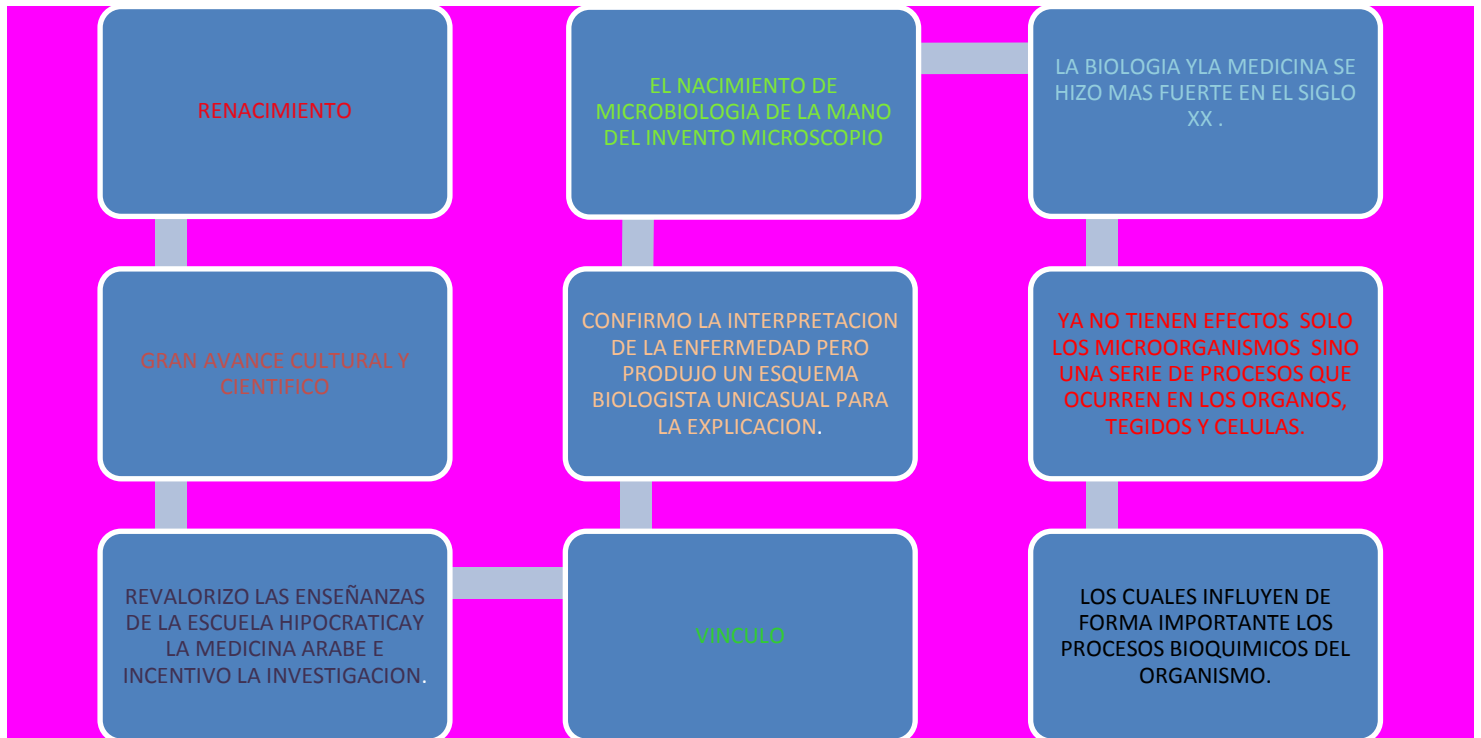 RENACIMIENTO
GRAN AVANCE CULTURAL Y
CIENTIFICO
REVALORIZO LAS ENSEÑANZAS
DE LA ESCUELA HIPOCRATICAY
LA MEDICINA ARABE E
INCENTIVO LA INVESTIGACION.
VINCULO
CONFIRMO LA INTERPRETACION
DE LA ENFERMEDAD PERO
PRODUJO UN ESQUEMA
BIOLOGISTA UNICASUAL PARA
LA EXPLICACION.
EL NACIMIENTO DE
MICROBIOLOGIA DE LA MANO
DEL INVENTO MICROSCOPIO
LA BIOLOGIA YLA MEDICINA SE
HIZO MAS FUERTE EN EL SIGLO
XX .
YA NO TIENEN EFECTOS  SOLO
LOS MICROORGANISMOS  SINO
UNA SERIE DE PROCESOS QUE
OCURREN EN LOS ORGANOS,
TEGIDOS Y CELULAS.
LOS CUALES INFLUYEN DE
FORMA IMPORTANTE LOS
PROCESOS BIOQUIMICOS DEL
ORGANISMO.